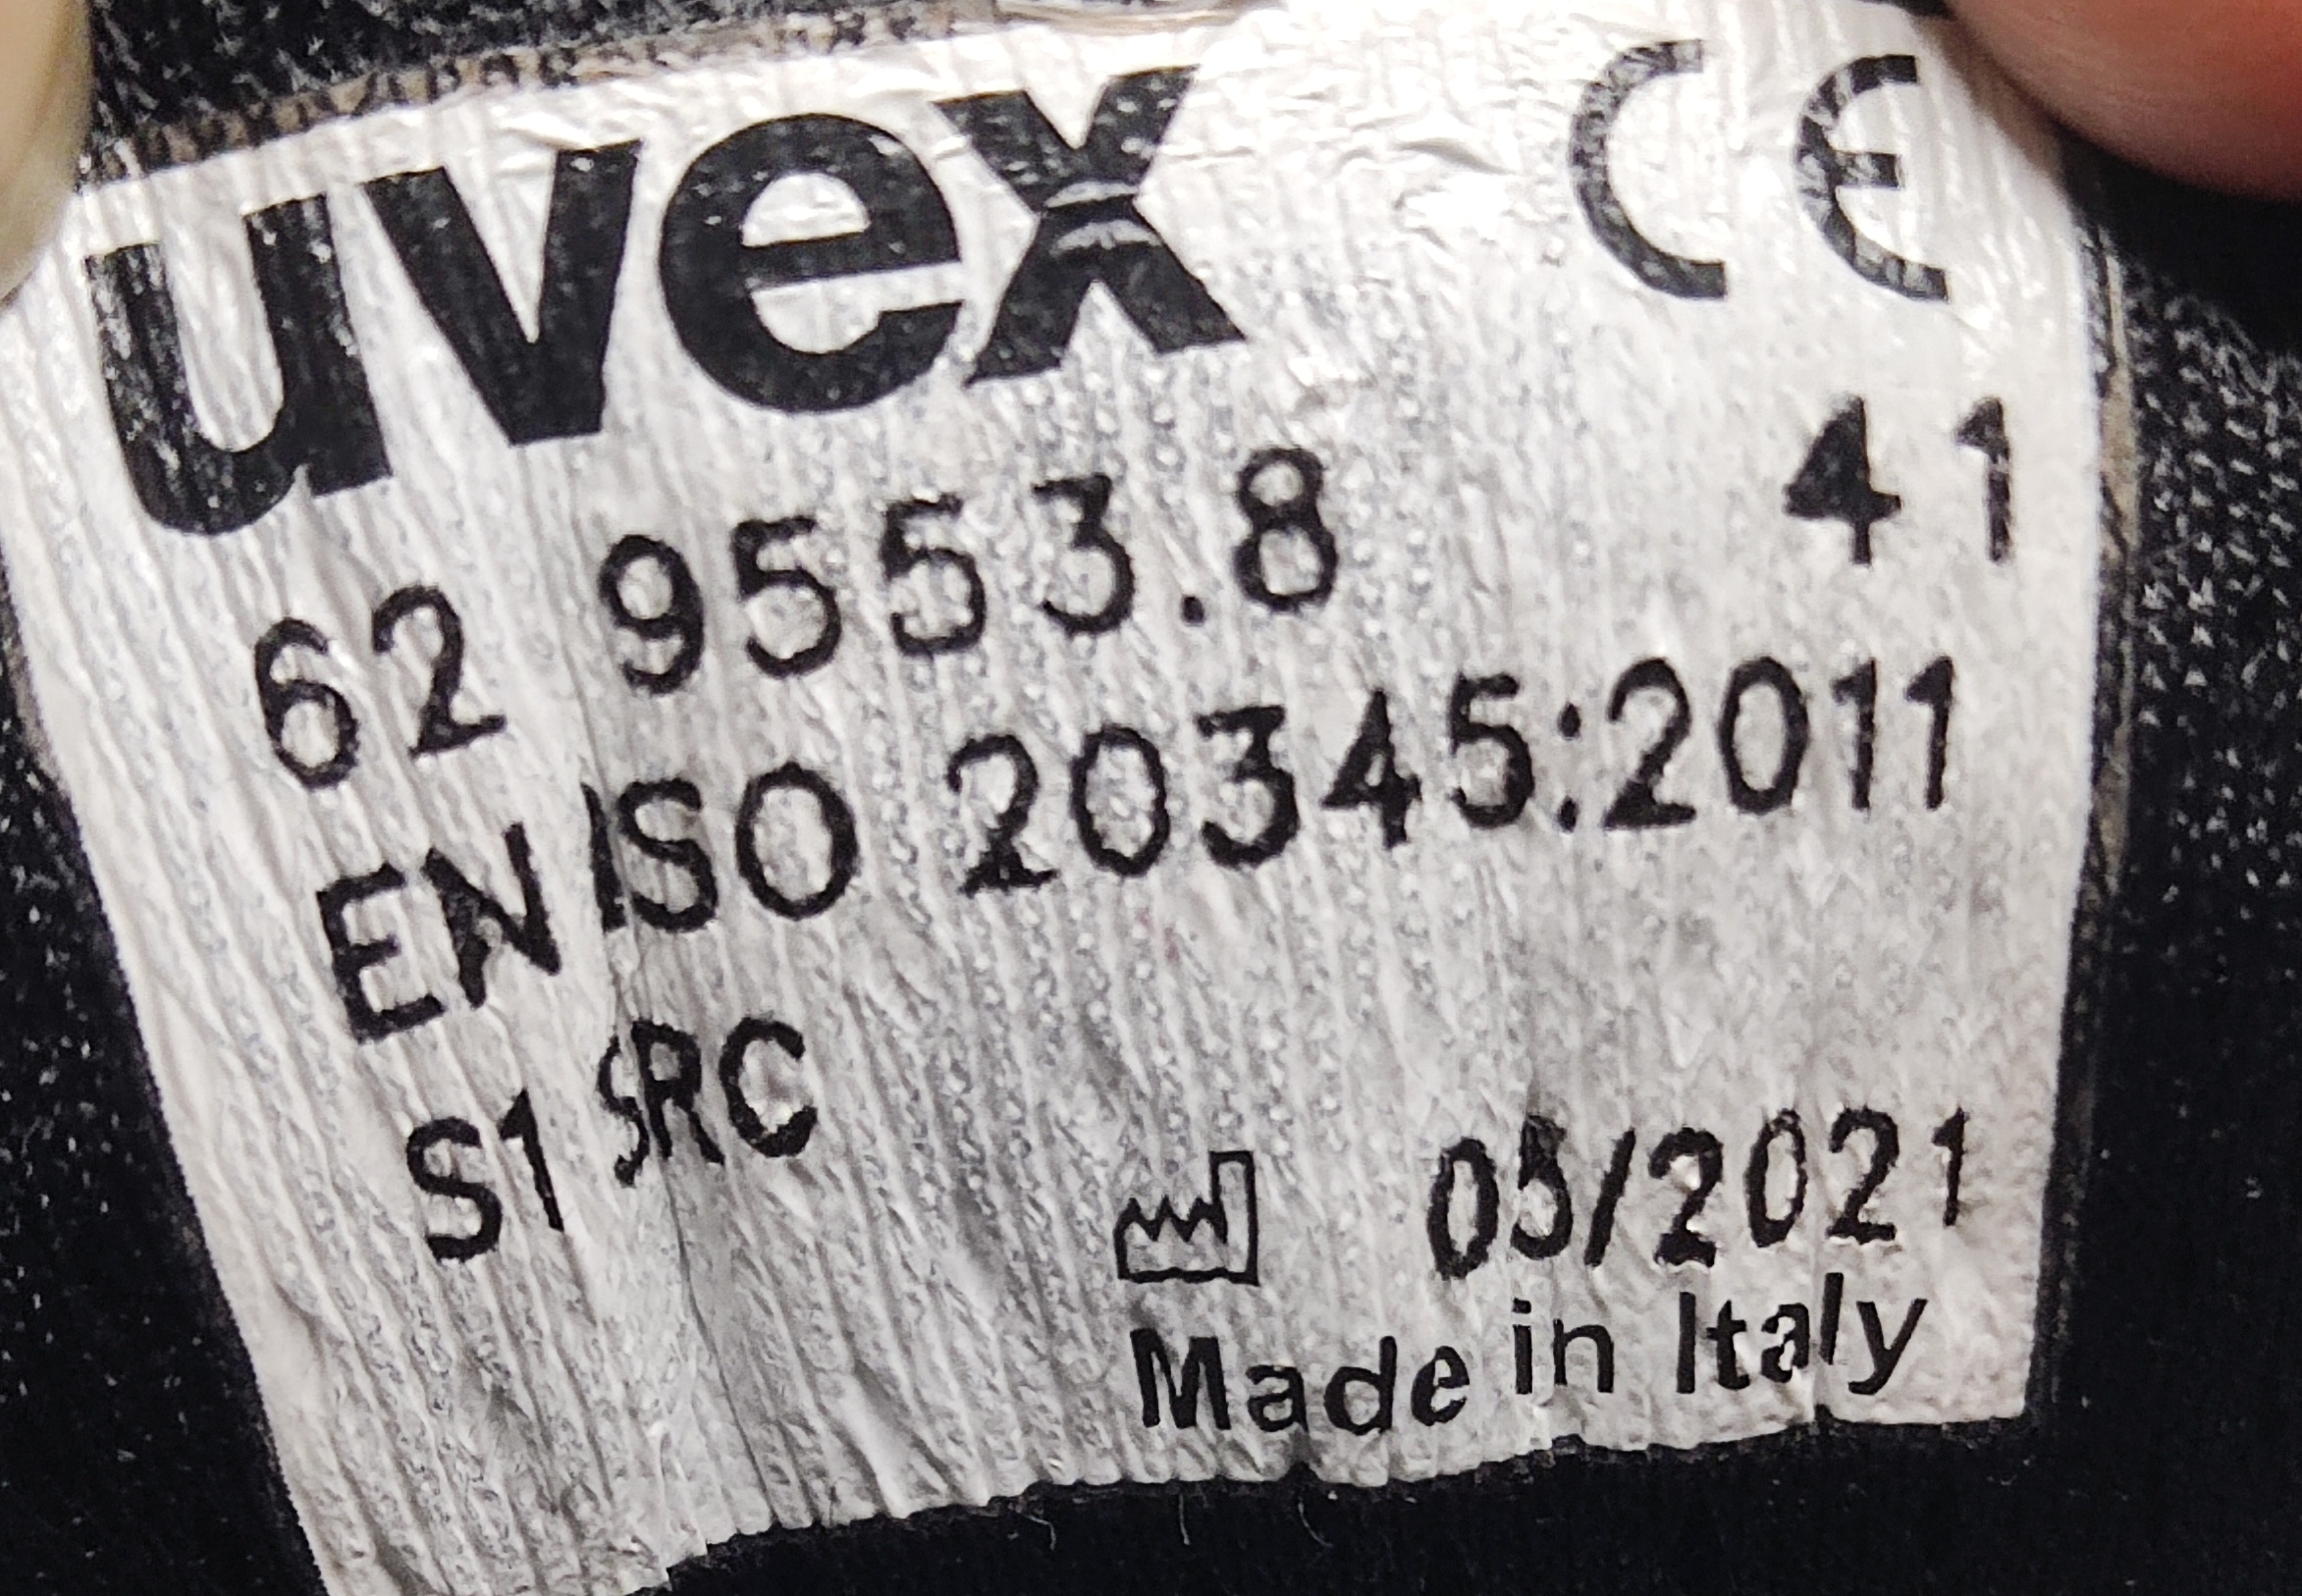 uvex CE
62 9553.8 41
EN ISO 20345:2011
S1 SRC
05/2021
Made in Italy